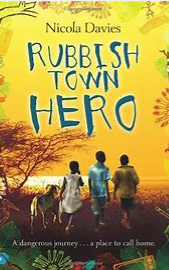 Nicola Davies
RUBBISH
TOWN
HERO
A dangerous journey . . . a place to call home.